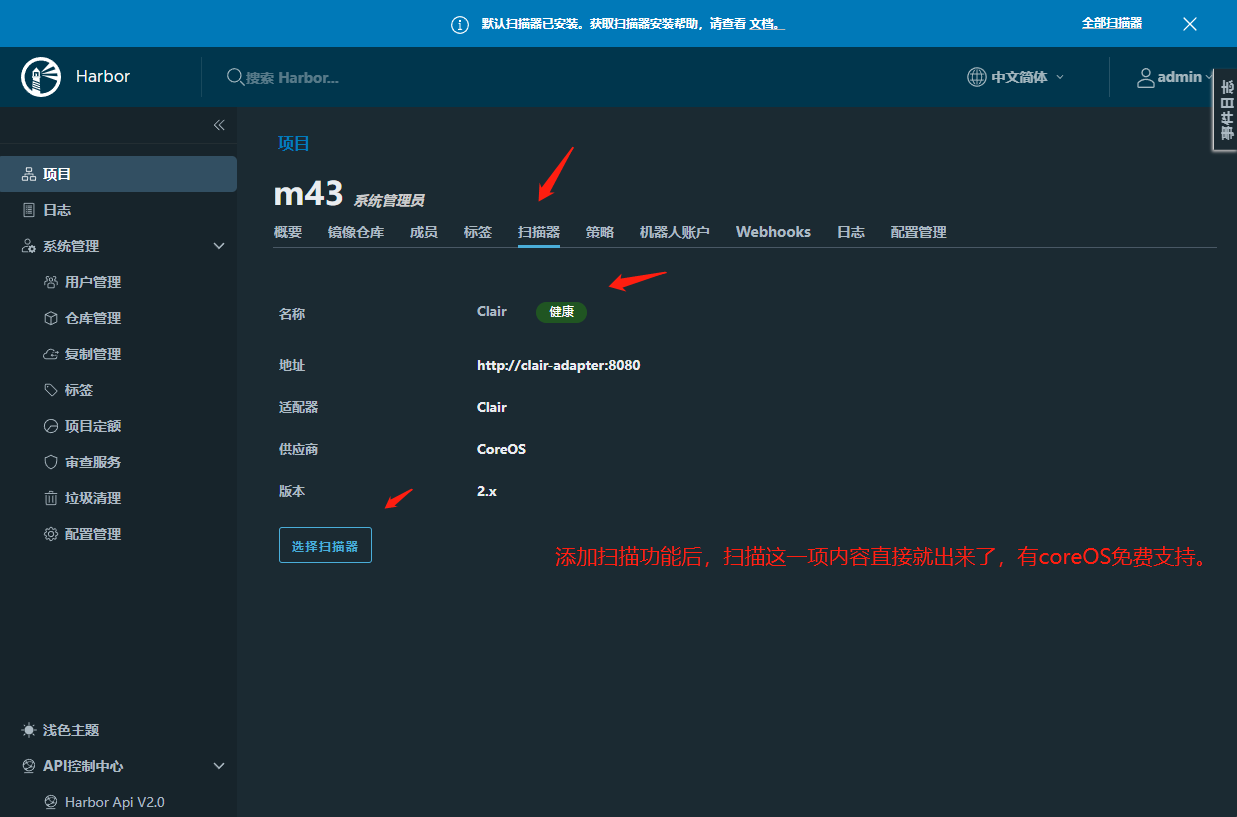 默认扫描器已安装。获取扫描器安装帮助，请查看 文档。 全部扫描器
Harbor 搜索 Harbor... 中文简体 admin
事件日志
项目
日志
系统管理
用户管理
仓库管理
复制管理
标签
项目定额
审查服务
垃圾清理
配置管理
浅色主题
API控制中心
Harbor Api V2.0
项目
m43 系统管理员
概要 镜像仓库 成员 标签 扫描器 策略 机器人账户 Webhooks 日志 配置管理
名称 Clair 健康
地址 http://clair-adapter:8080
适配器 Clair
供应商 CoreOS
版本 2.x
选择扫描器
添加扫描功能后，扫描这一项内容直接就出来了，有coreOS免费支持。